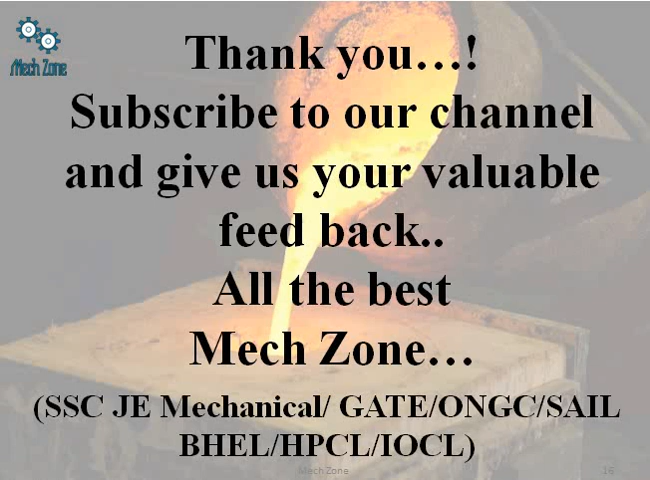 Mech Zone
Thank you…!
Subscribe to our channel
and give us your valuable
feed back..
All the best
Mech Zone…
(SSC JE Mechanical/ GATE/ONGC/SAIL
BHEL/HPCL/IOCL)
Mech Zone
16